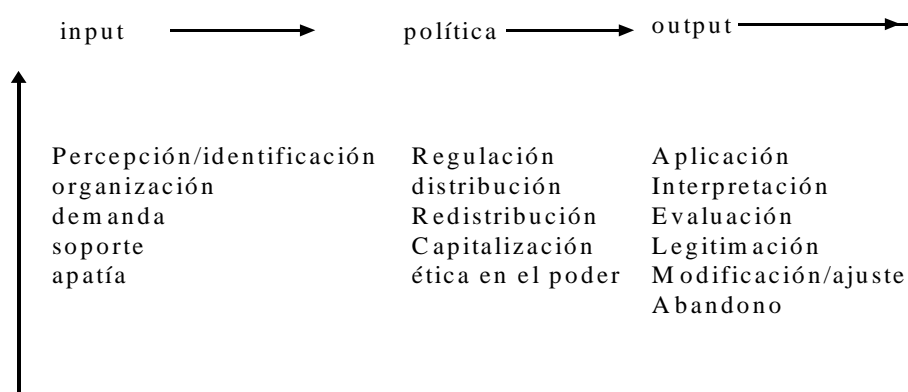 input política output
Percepción/identificación Regulación Aplicación
organización distribución Interpretación
demanda Redistribución Evaluación
soporte Capitalización Legitimación
apatía ética en el poder Modificación/ajuste
Abandono